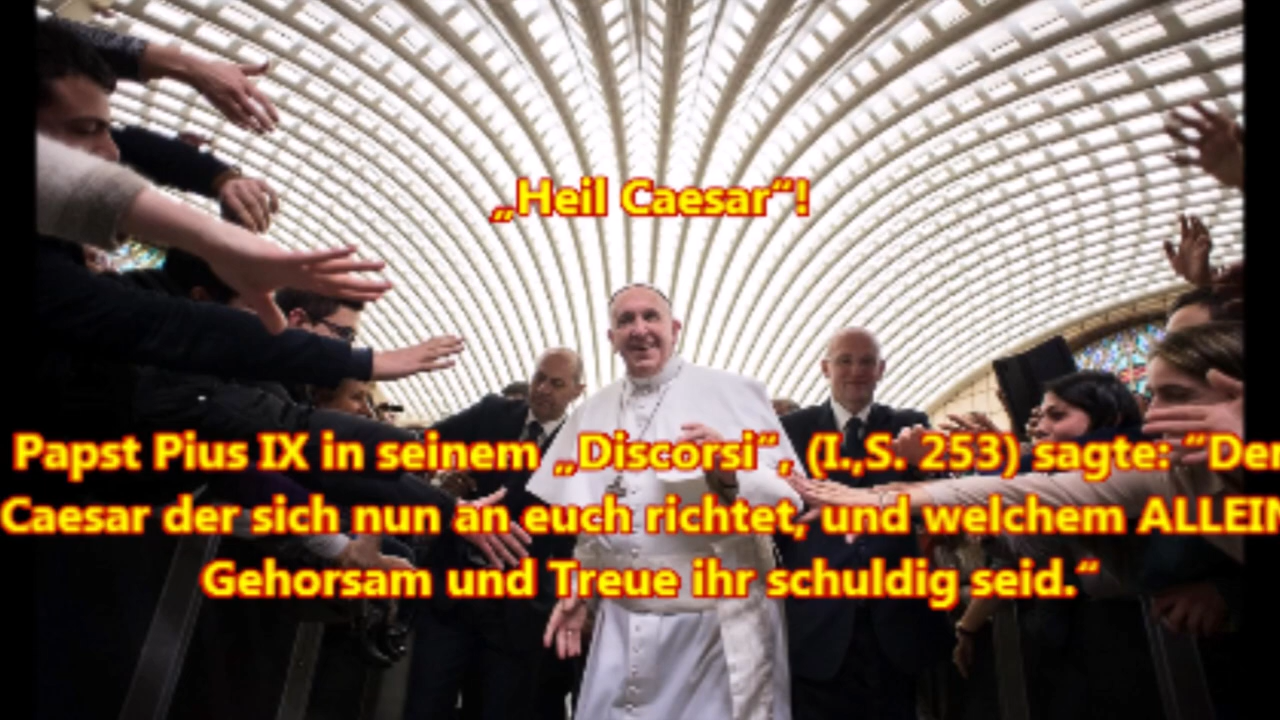 „Heil Caesar“!
Papst Pius IX in seinem „Discorsi“, (I.,S. 253) sagte: “Der
Caesar der sich nun an euch richtet, und welchem ALLEIN
Gehorsam und Treue ihr schuldig seid.“